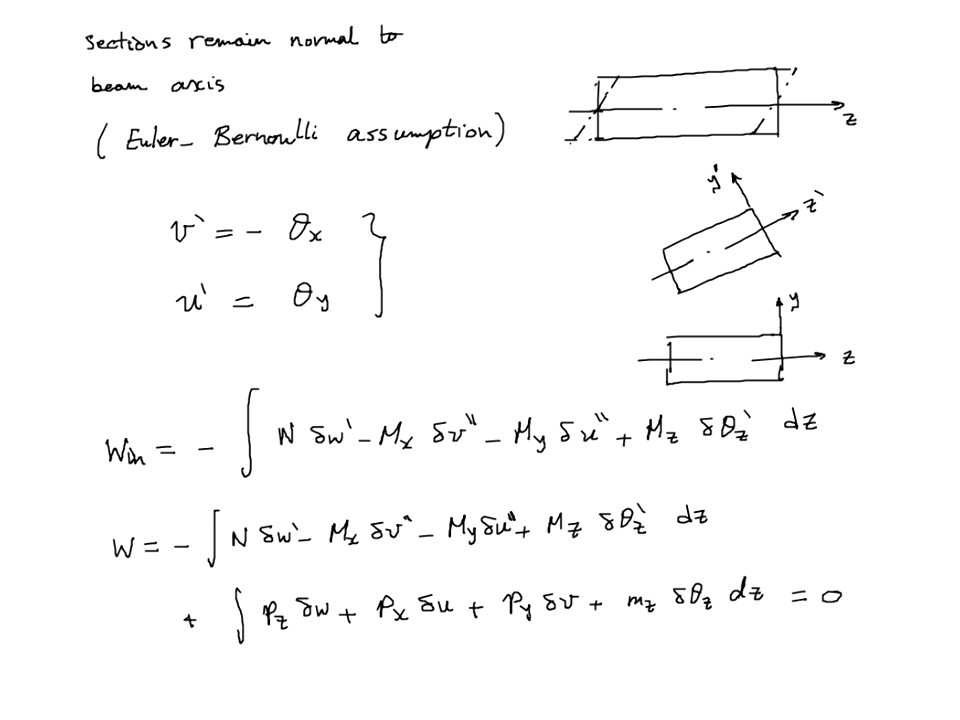 sections remain normal to
beam axis
(Euler-Bernoulli assumption)
z
y'
z'
v' = - θx }
u' = θy
y
z
Win = - ∫ N δw' - Mx δv'' - My δu'' + Mz δθz' dz
W = - ∫ N δw' - Mx δv'' - My δu'' + Mz δθz' dz
+ ∫ Pz δw + Px δu + Py δv + mz δθz dz = 0